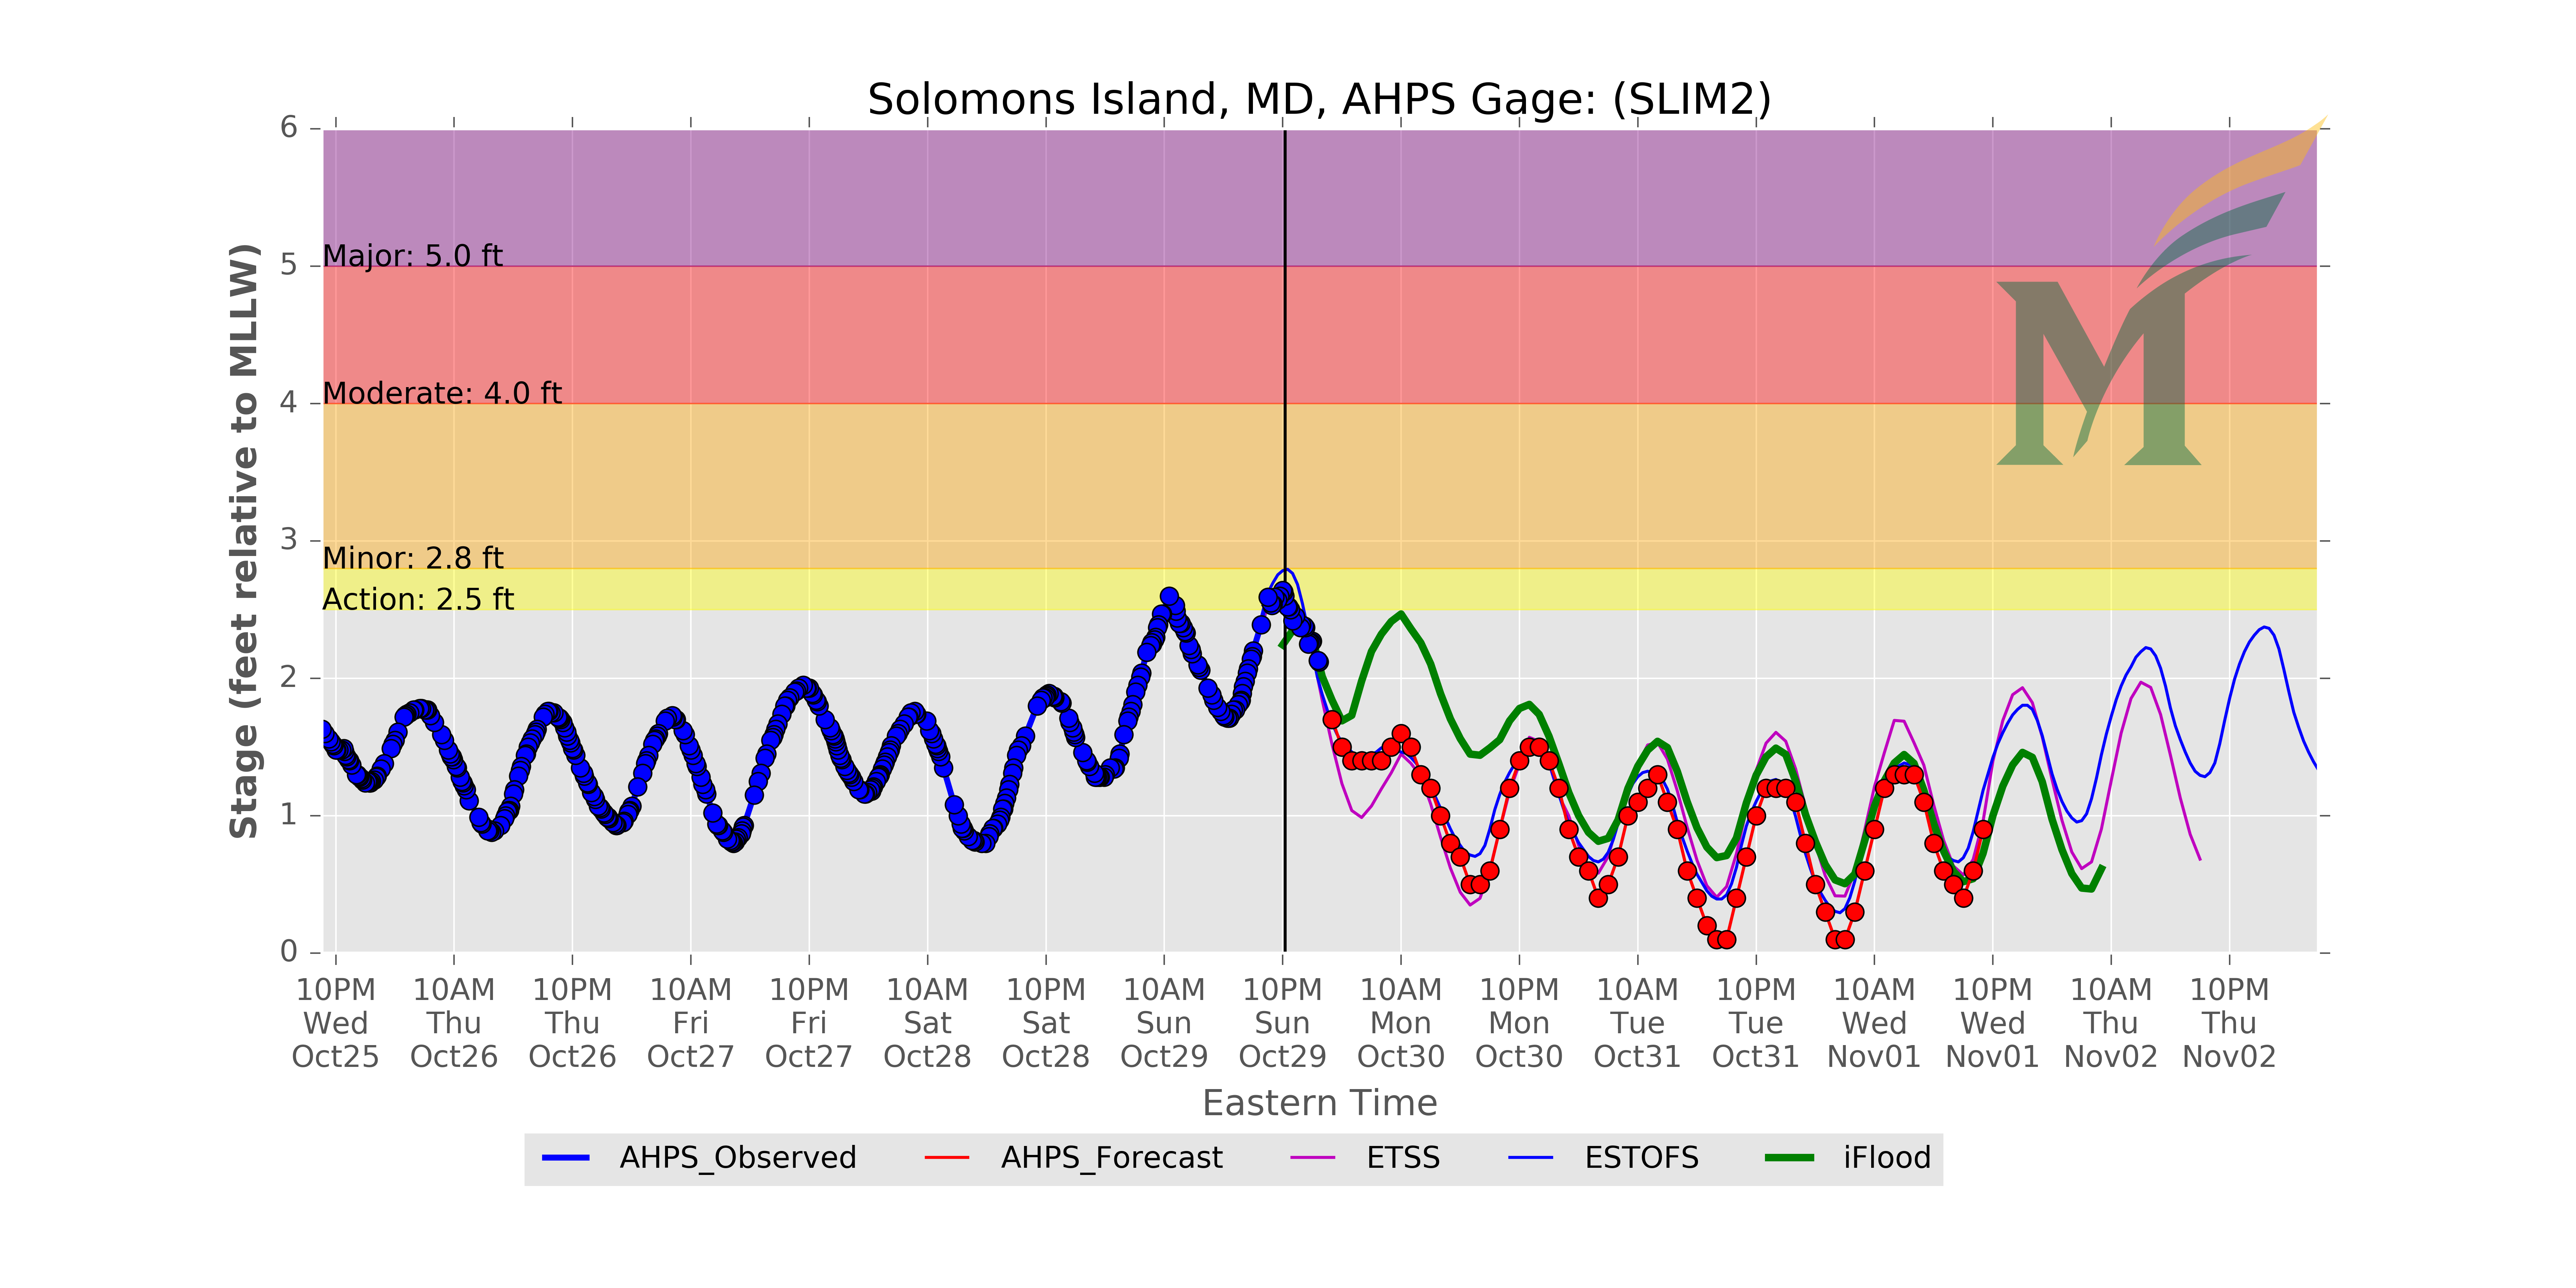 Solomons Island, MD, AHPS Gage: (SLIM2)
Stage (feet relative to MLLW)
6
5
4
3
2
1
0
Major: 5.0 ft
Moderate: 4.0 ft
Minor: 2.8 ft
Action: 2.5 ft
M
10PM 10AM 10PM 10AM 10PM 10AM 10PM 10AM 10PM 10AM 10PM 10AM 10PM 10AM 10PM 10AM 10PM
Wed Thu Thu Fri Fri Sat Sat Sun Sun Mon Mon Tue Tue Wed Wed Thu Thu
Oct25 Oct26 Oct26 Oct27 Oct27 Oct28 Oct28 Oct29 Oct29 Oct30 Oct30 Oct31 Oct31 Nov01 Nov01 Nov02 Nov02
Eastern Time
AHPS_Observed AHPS_Forecast ETSS ESTOFS iFlood